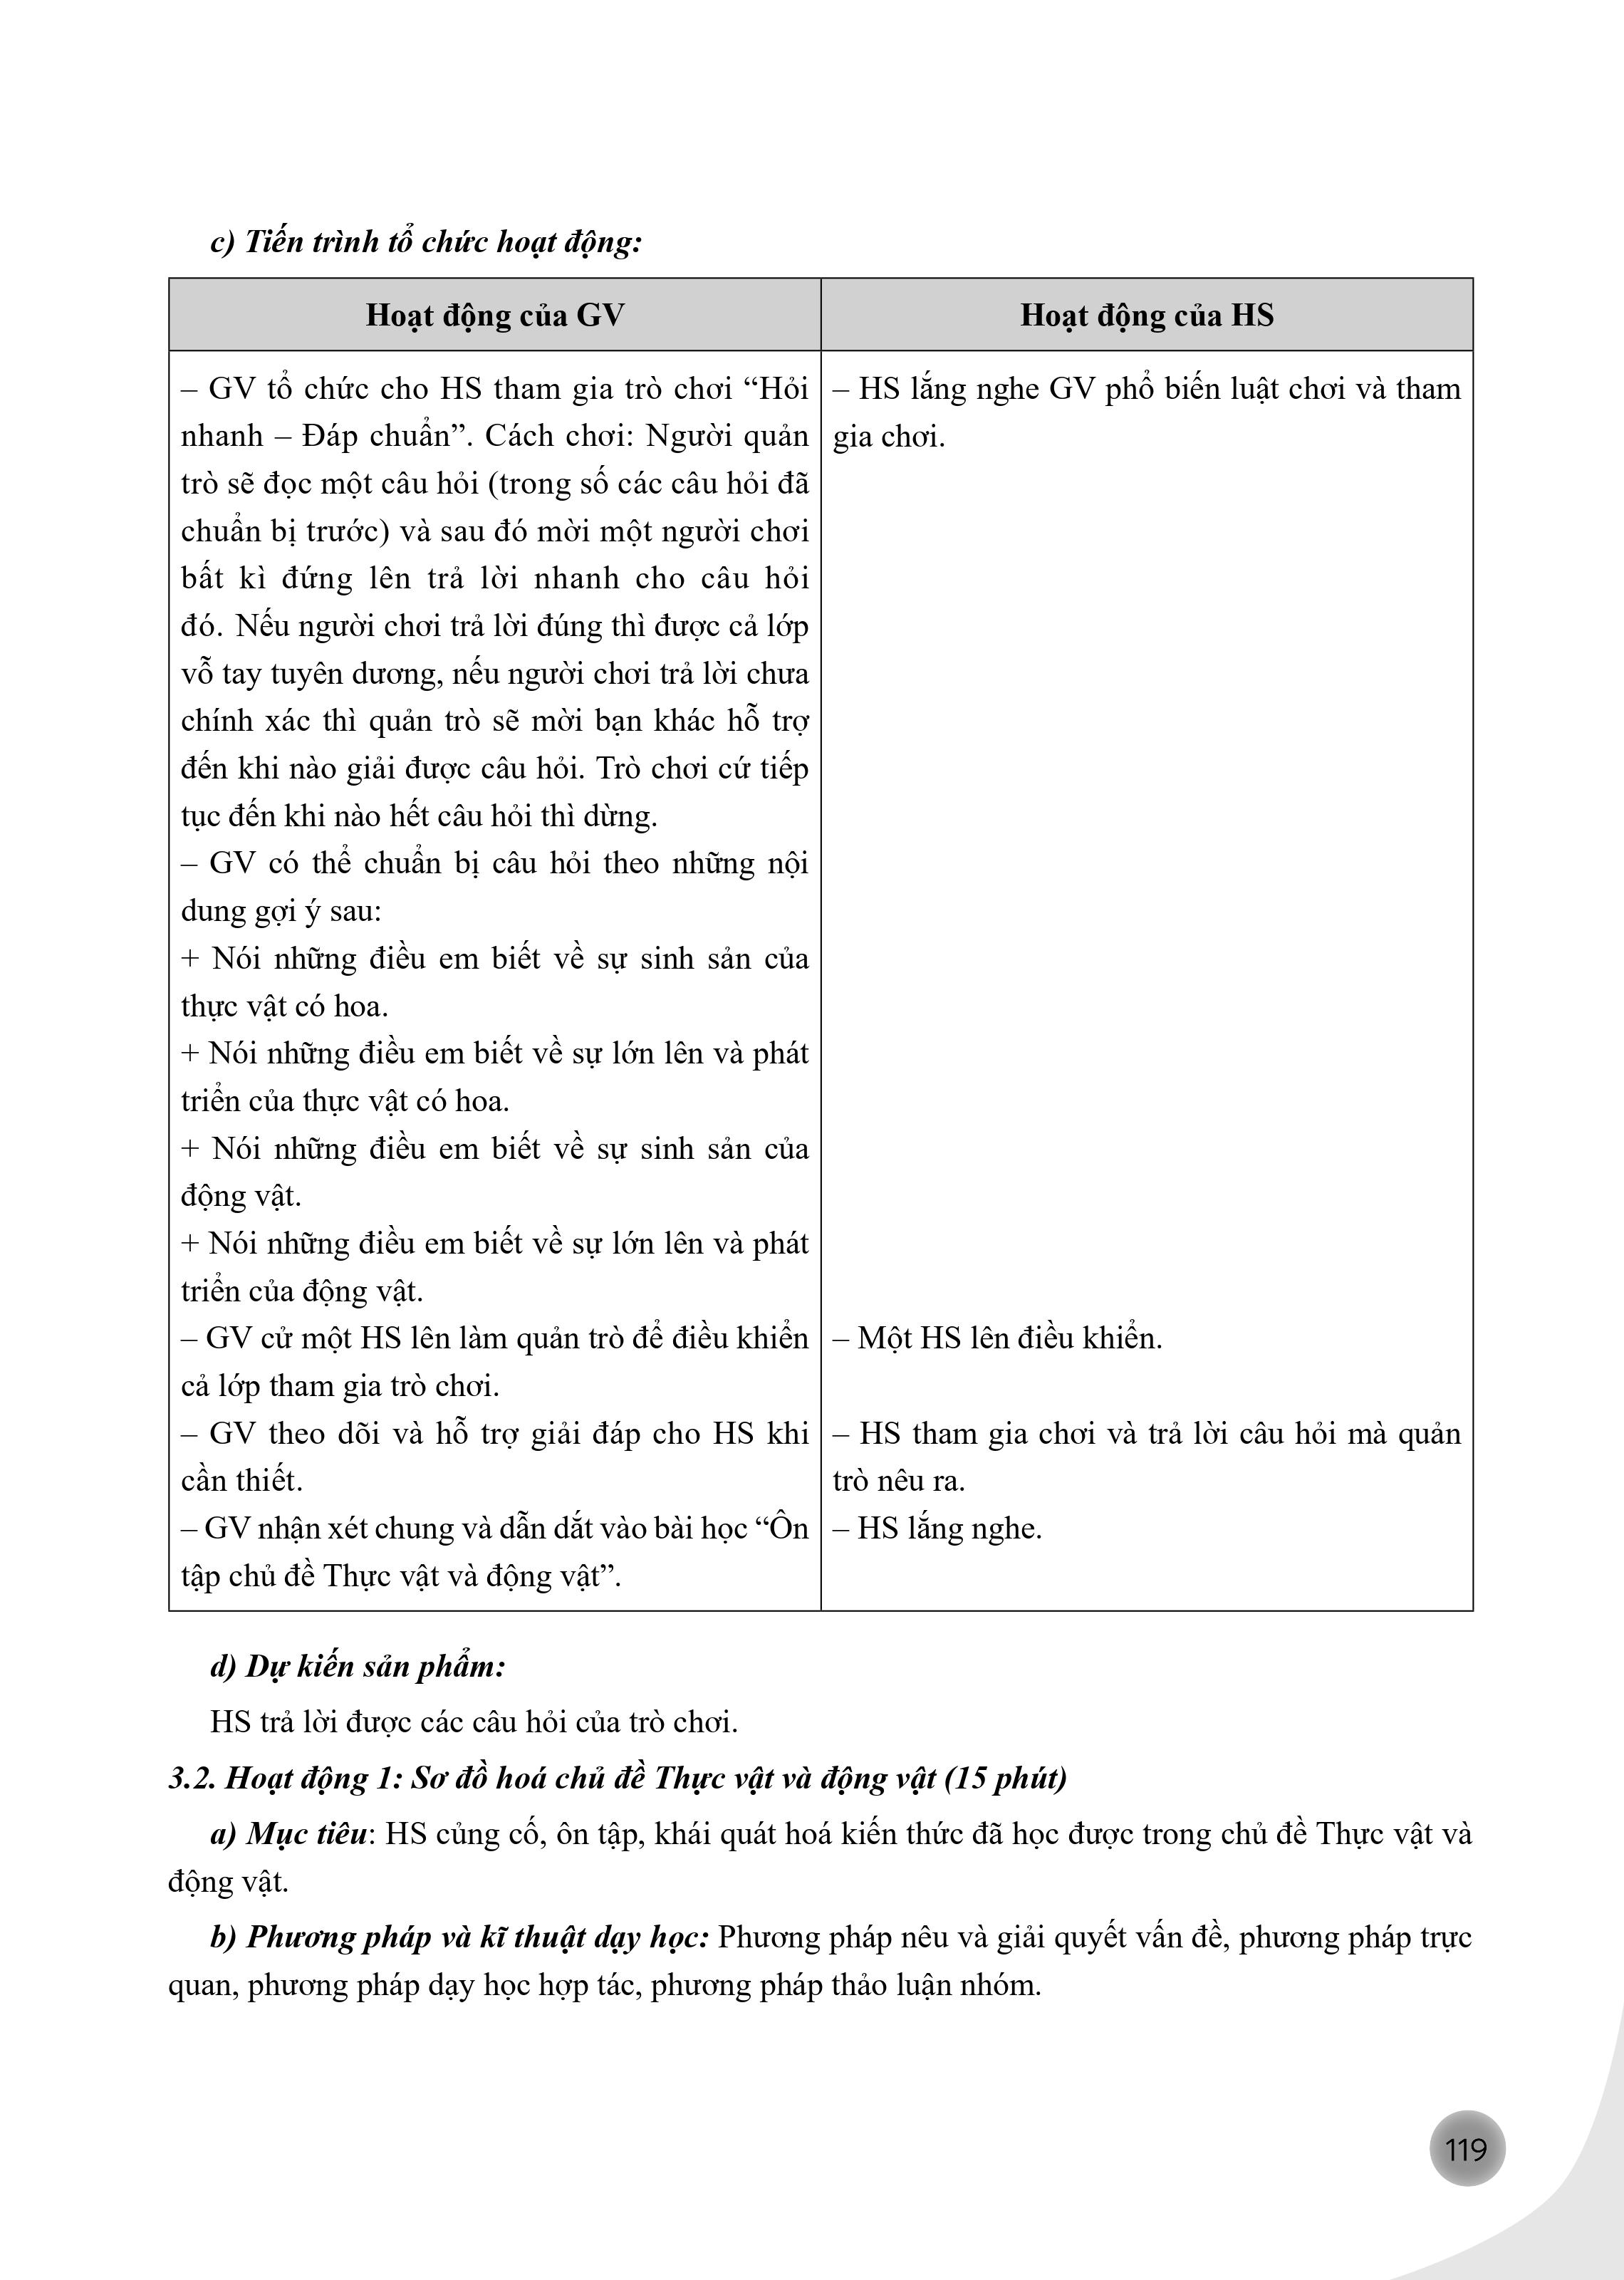 c) Tiến trình tổ chức hoạt động:
Hoạt động của GV
Hoạt động của HS
– GV tổ chức cho HS tham gia trò chơi “Hỏi
nhanh – Đáp chuẩn”. Cách chơi: Người quản
trò sẽ đọc một câu hỏi (trong số các câu hỏi đã
chuẩn bị trước) và sau đó mời một người chơi
bất kì đứng lên trả lời nhanh cho câu hỏi
đó. Nếu người chơi trả lời đúng thì được cả lớp
vỗ tay tuyên dương, nếu người chơi trả lời chưa
chính xác thì quản trò sẽ mời bạn khác hỗ trợ
đến khi nào giải được câu hỏi. Trò chơi cứ tiếp
tục đến khi nào hết câu hỏi thì dừng.
– GV có thể chuẩn bị câu hỏi theo những nội
dung gợi ý sau:
+ Nói những điều em biết về sự sinh sản của
thực vật có hoa.
+ Nói những điều em biết về sự lớn lên và phát
triển của thực vật có hoa.
+ Nói những điều em biết về sự sinh sản của
động vật.
+ Nói những điều em biết về sự lớn lên và phát
triển của động vật.
– GV cử một HS lên làm quản trò để điều khiển
cả lớp tham gia trò chơi.
– GV theo dõi và hỗ trợ giải đáp cho HS khi
cần thiết.
– GV nhận xét chung và dẫn dắt vào bài học “Ôn
tập chủ đề Thực vật và động vật”.
– HS lắng nghe GV phổ biến luật chơi và tham
gia chơi.
– Một HS lên điều khiển.
– HS tham gia chơi và trả lời câu hỏi mà quản
trò nêu ra.
– HS lắng nghe.
d) Dự kiến sản phẩm:
HS trả lời được các câu hỏi của trò chơi.
3.2. Hoạt động 1: Sơ đồ hoá chủ đề Thực vật và động vật (15 phút)
a) Mục tiêu: HS củng cố, ôn tập, khái quát hoá kiến thức đã học được trong chủ đề Thực vật và
động vật.
b) Phương pháp và kĩ thuật dạy học: Phương pháp nêu và giải quyết vấn đề, phương pháp trực
quan, phương pháp dạy học hợp tác, phương pháp thảo luận nhóm.
119